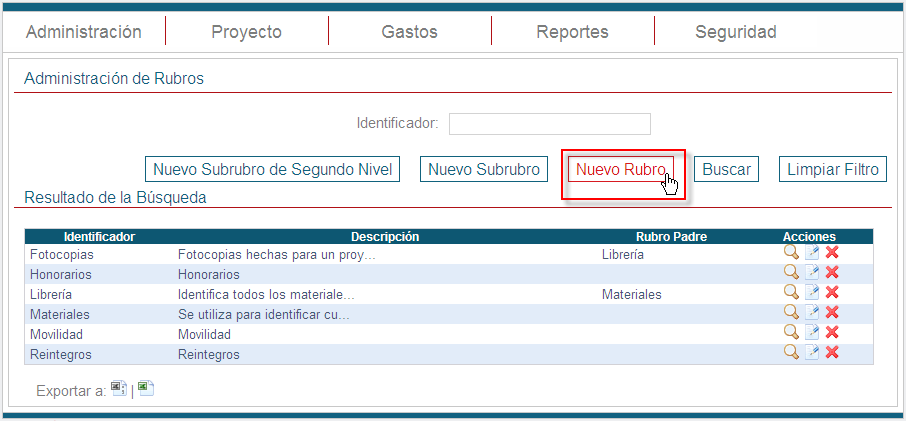 Administración Proyecto Gastos Reportes Seguridad
Administración de Rubros
Identificador:
Nuevo Subrubro de Segundo Nivel Nuevo Subrubro Nuevo Rubro Buscar Limpiar Filtro
Resultado de la Búsqueda
Identificador Descripción Rubro Padre Acciones
Fotocopias Fotocopias hechas para un proy... Librería
Honorarios Honorarios
Librería Identifica todos los materiale... Materiales
Materiales Se utiliza para identificar cu...
Movilidad Movilidad
Reintegros Reintegros
Exportar a: |